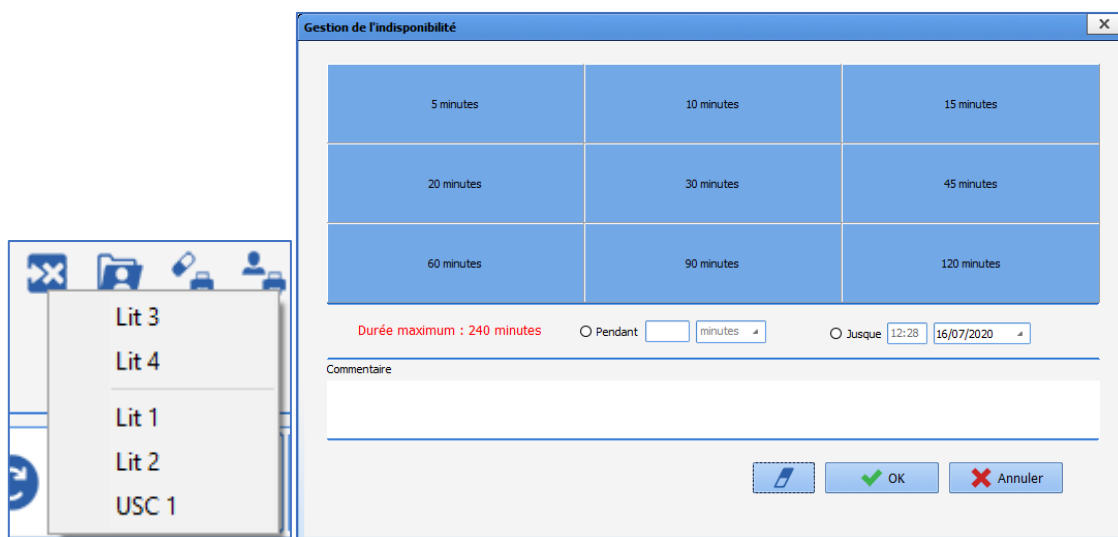 Gestion de l'indisponibilité
5 minutes 10 minutes 15 minutes
20 minutes 30 minutes 45 minutes
60 minutes 90 minutes 120 minutes
Durée maximum : 240 minutes Pendant minutes Jusque 12:28 16/07/2020
Commentaire
OK Annuler
Lit 3
Lit 4
Lit 1
Lit 2
USC 1